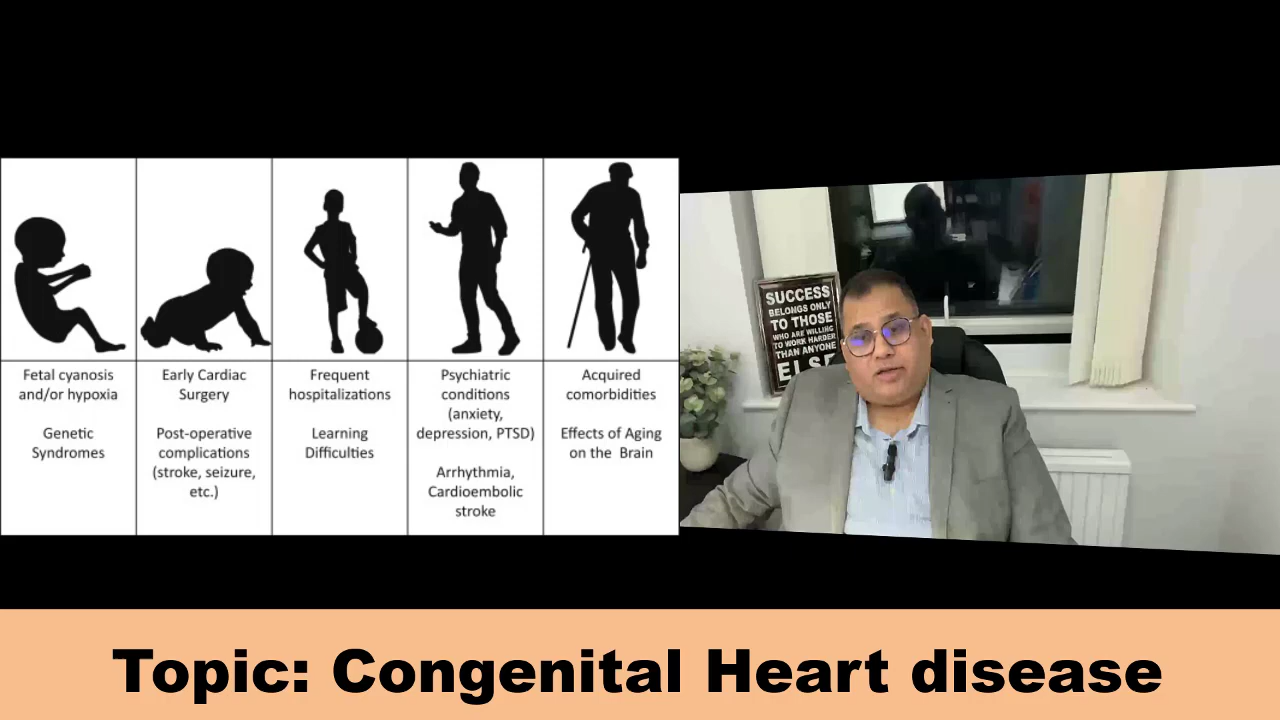 Fetal cyanosis
and/or hypoxia
Genetic
Syndromes
Early Cardiac
Surgery
Post-operative
complications
(stroke, seizure,
etc.)
Frequent
hospitalizations
Learning
Difficulties
Psychiatric
conditions
(anxiety,
depression, PTSD)
Arrhythmia,
Cardioembolic
stroke
Acquired
comorbidities
Effects of Aging
on the Brain
SUCCESS
BELONGS ONLY
TO THOSE
WHO ARE WILLING
TO WORK HARDER
THAN ANYONE
ELSE
Topic: Congenital Heart disease